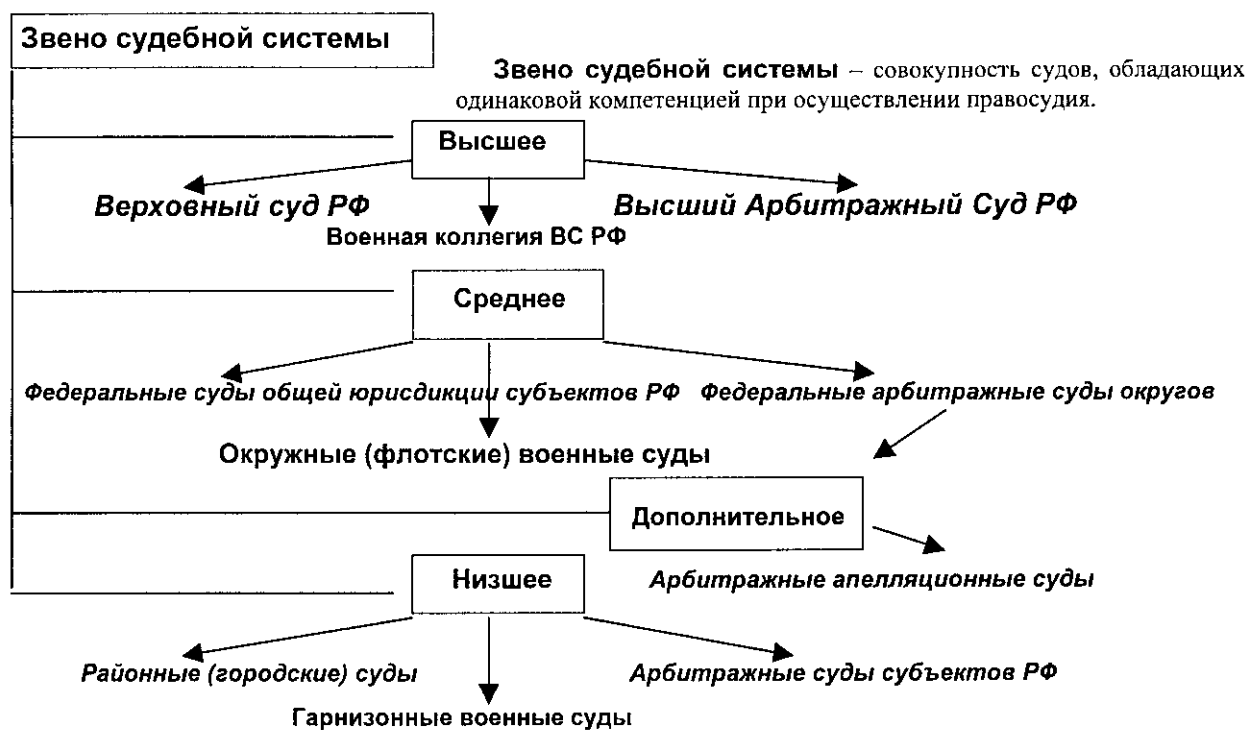 Звено судебной системы
Звено судебной системы – совокупность судов, обладающих
одинаковой компетенцией при осуществлении правосудия.
Высшее
Верховный суд РФ
Высший Арбитражный Суд РФ
Военная коллегия ВС РФ
Среднее
Федеральные суды общей юрисдикции субъектов РФ
Федеральные арбитражные суды округов
Окружные (флотские) военные суды
Дополнительное
Арбитражные апелляционные суды
Низшее
Районные (городские) суды
Арбитражные суды субъектов РФ
Гарнизонные военные суды